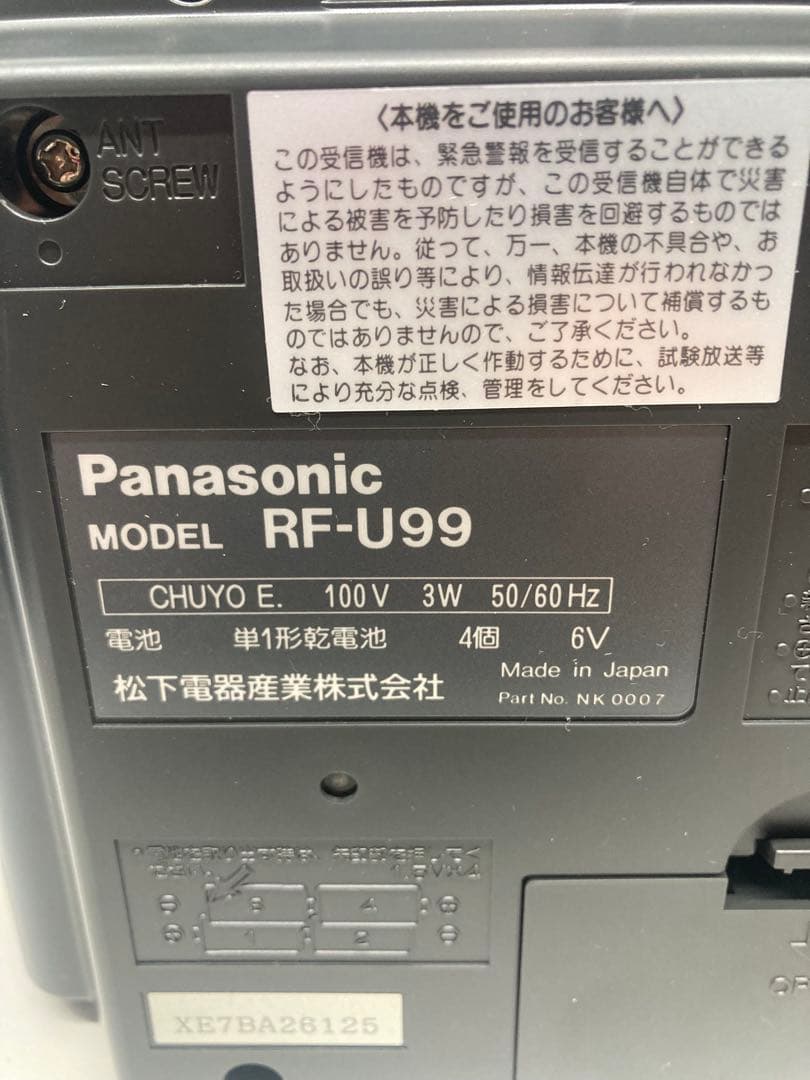 ANT
SCREW
〈本機をご使用のお客様へ〉
この受信機は、緊急警報を受信することができる
ようにしたものですが、この受信機自体で災害
による被害を予防したり損害を回避するものでは
ありません。従って、万一、本機の不具合や、お
取扱いの誤り等により、情報伝達が行われなかっ
た場合でも、災害による損害について補償するも
のではありませんので、ご了承ください。
なお、本機が正しく作動するために、試験放送等
により充分な点検、管理をしてください。
Panasonic
MODEL RF-U99
CHUYO E. 100V 3W 50/60Hz
電池 単1形乾電池 4個 6V
松下電器産業株式会社
Made in Japan
Part No. NK0007
3 4
1 2
XE7BA26125